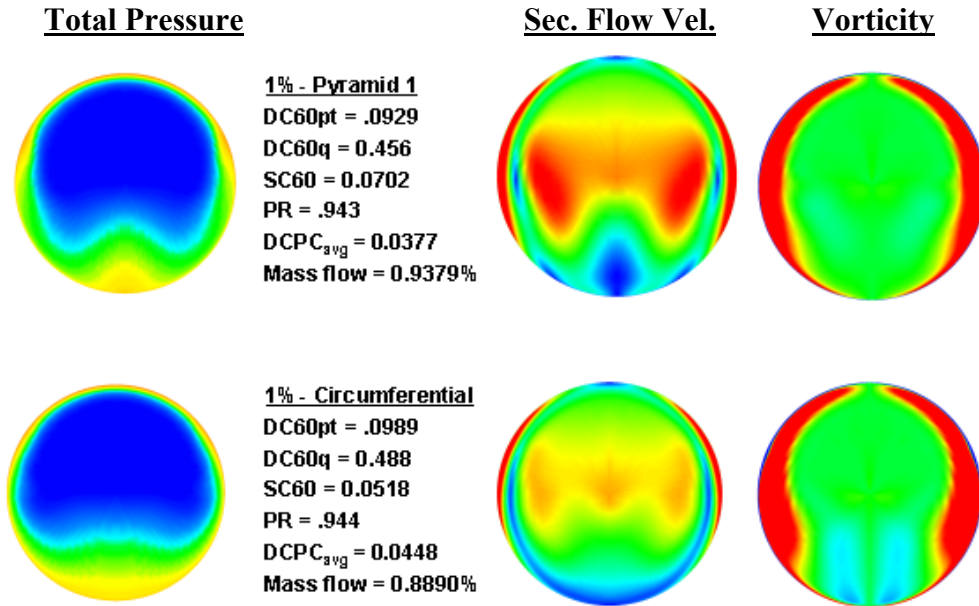 Total Pressure
Sec. Flow Vel.
Vorticity
1% - Pyramid 1
DC60pt = .0929
DC60q = 0.456
SC60 = 0.0702
PR = .943
DCPCavg = 0.0377
Mass flow = 0.9379%
1% - Circumferential
DC60pt = .0989
DC60q = 0.488
SC60 = 0.0518
PR = .944
DCPCavg = 0.0448
Mass flow = 0.8890%